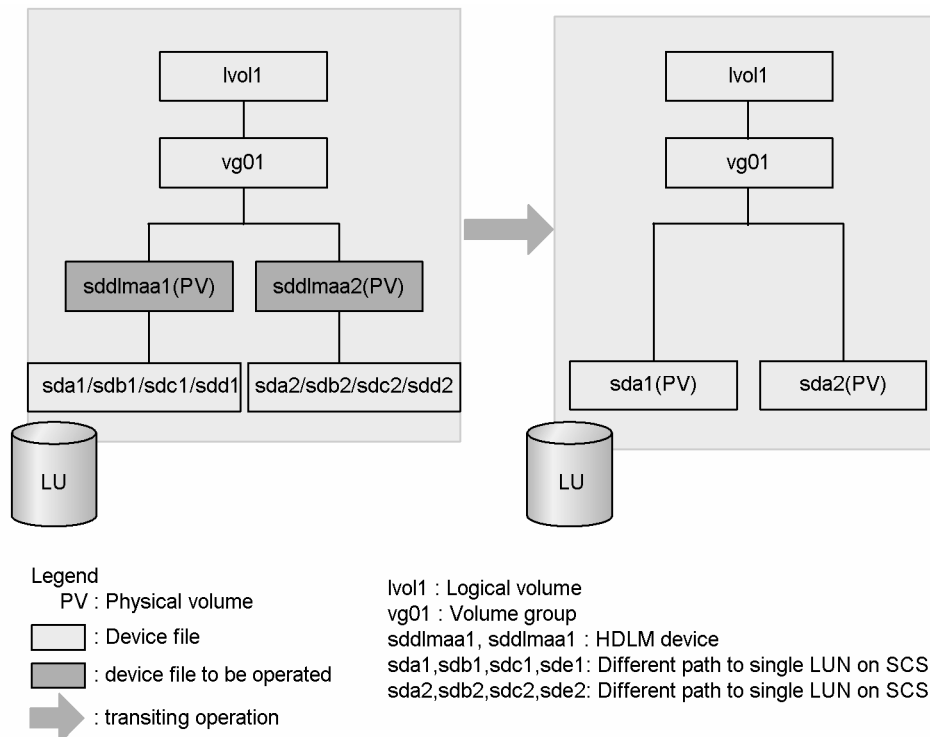 lvol1
vg01
sddlmaa1(PV)
sddlmaa2(PV)
sda1/sdb1/sdc1/sdd1
sda2/sdb2/sdc2/sdd2
LU
lvol1
vg01
sda1(PV)
sda2(PV)
LU
Legend
PV : Physical volume
: Device file
: device file to be operated
: transiting operation
lvol1 : Logical volume
vg01 : Volume group
sddlmaa1, sddlmaa1 : HDLM device
sda1,sdb1,sdc1,sde1: Different path to single LUN on SCS
sda2,sdb2,sdc2,sde2: Different path to single LUN on SCS